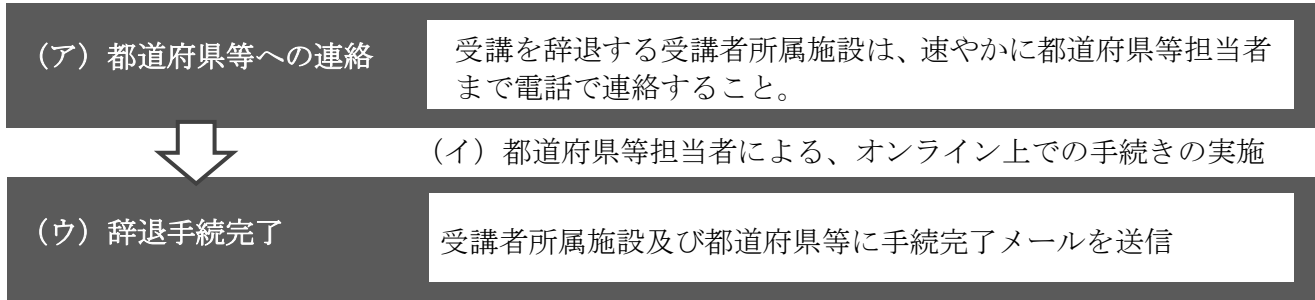 （ア）都道府県等への連絡
受講を辞退する受講者所属施設は、速やかに都道府県等担当者
まで電話で連絡すること。
（イ）都道府県等担当者による、オンライン上での手続きの実施
（ウ）辞退手続完了
受講者所属施設及び都道府県等に手続完了メールを送信